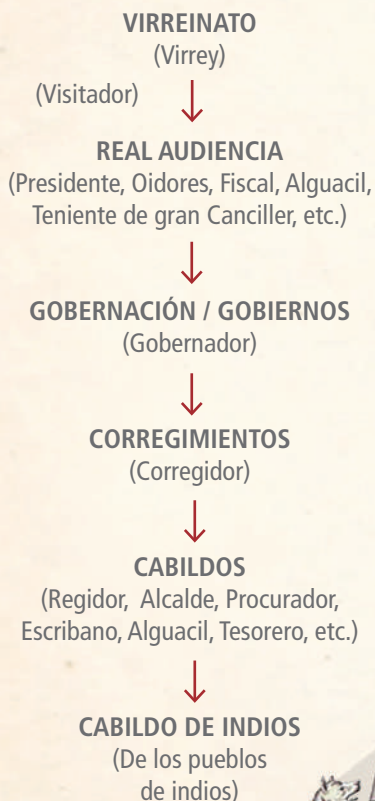 VIRREINATO
(Virrey)
(Visitador)
REAL AUDIENCIA
(Presidente, Oidores, Fiscal, Alguacil,
Teniente de gran Canciller, etc.)
GOBERNACIÓN / GOBIERNOS
(Gobernador)
CORREGIMIENTOS
(Corregidor)
CABILDOS
(Regidor, Alcalde, Procurador,
Escribano, Alguacil, Tesorero, etc.)
CABILDO DE INDIOS
(De los pueblos
de indios)